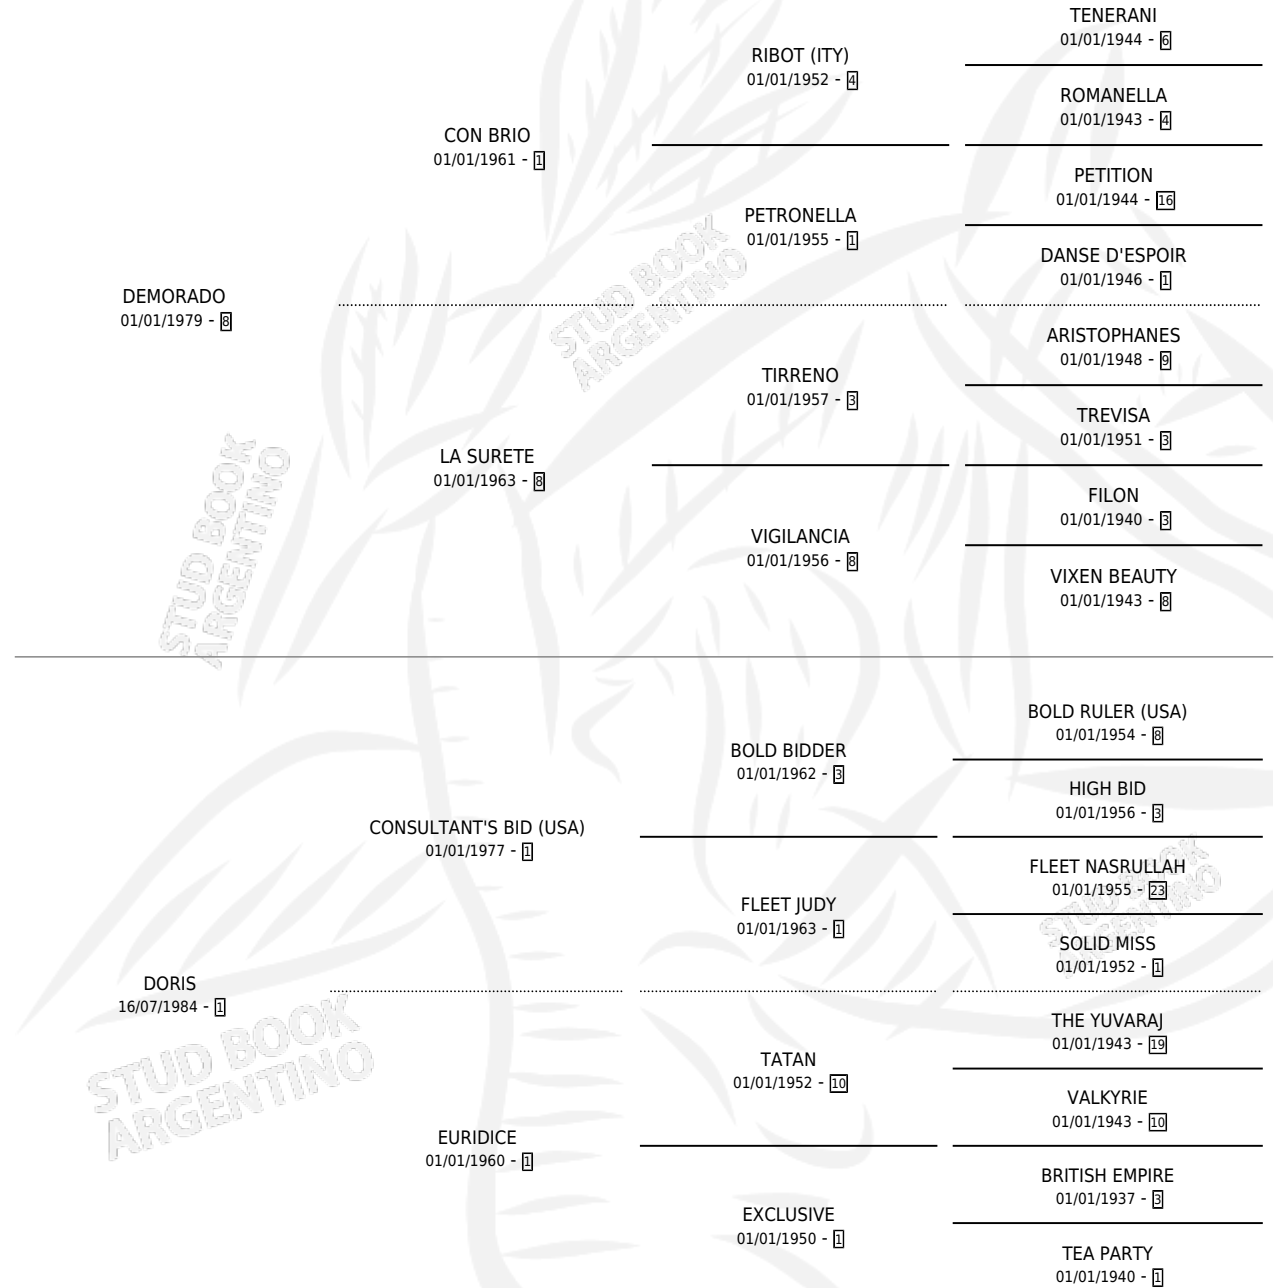 TENERANI
01/01/1944 - 6
RIBOT (ITY)
01/01/1952 - 4
ROMANELLA
01/01/1943 - 4
CON BRIO
01/01/1961 - 1
PETITION
01/01/1944 - 16
PETRONELLA
01/01/1955 - 1
DANSE D'ESPOIR
01/01/1946 - 1
DEMORADO
01/01/1979 - 8
STUD BOOK
ARGENTINO
ARISTOPHANES
01/01/1948 - 9
TIRRENO
01/01/1957 - 3
TREVISA
01/01/1951 - 3
LA SURETE
01/01/1963 - 8
FILON
01/01/1940 - 3
VIGILANCIA
01/01/1956 - 8
VIXEN BEAUTY
01/01/1943 - 8
STUD BOOK
ARGENTINO
BOLD RULER (USA)
01/01/1954 - 8
BOLD BIDDER
01/01/1962 - 3
HIGH BID
01/01/1956 - 3
CONSULTANT'S BID (USA)
01/01/1977 - 1
FLEET NASRULLAH
01/01/1955 - 23
FLEET JUDY
01/01/1963 - 1
STUD BOOK
ARGENTINO
SOLID MISS
01/01/1952 - 1
DORIS
16/07/1984 - 1
THE YUVARAJ
01/01/1943 - 19
TATAN
01/01/1952 - 10
VALKYRIE
01/01/1943 - 10
STUD BOOK
ARGENTINO
EURIDICE
01/01/1960 - 1
BRITISH EMPIRE
01/01/1937 - 3
EXCLUSIVE
01/01/1950 - 1
TEA PARTY
01/01/1940 - 1